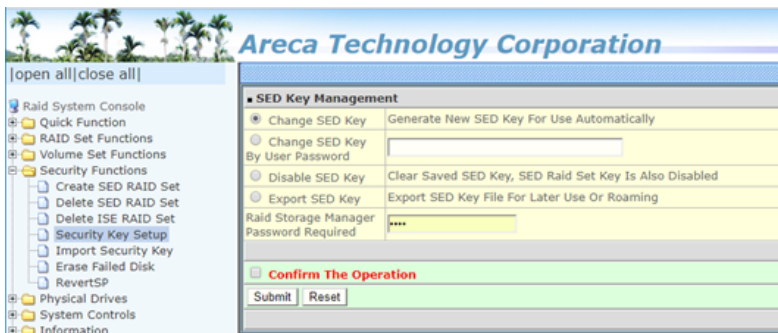 Areca Technology Corporation
|open all|close all|
Raid System Console
Quick Function
RAID Set Functions
Volume Set Functions
Security Functions
Create SED RAID Set
Delete SED RAID Set
Delete ISE RAID Set
Security Key Setup
Import Security Key
Erase Failed Disk
RevertSP
Physical Drives
System Controls
Information
SED Key Management
Change SED Key Generate New SED Key For Use Automatically
Change SED Key
By User Password
Disable SED Key Clear Saved SED Key, SED Raid Set Key Is Also Disabled
Export SED Key Export SED Key File For Later Use Or Roaming
Raid Storage Manager
Password Required ••••
Confirm The Operation
Submit Reset